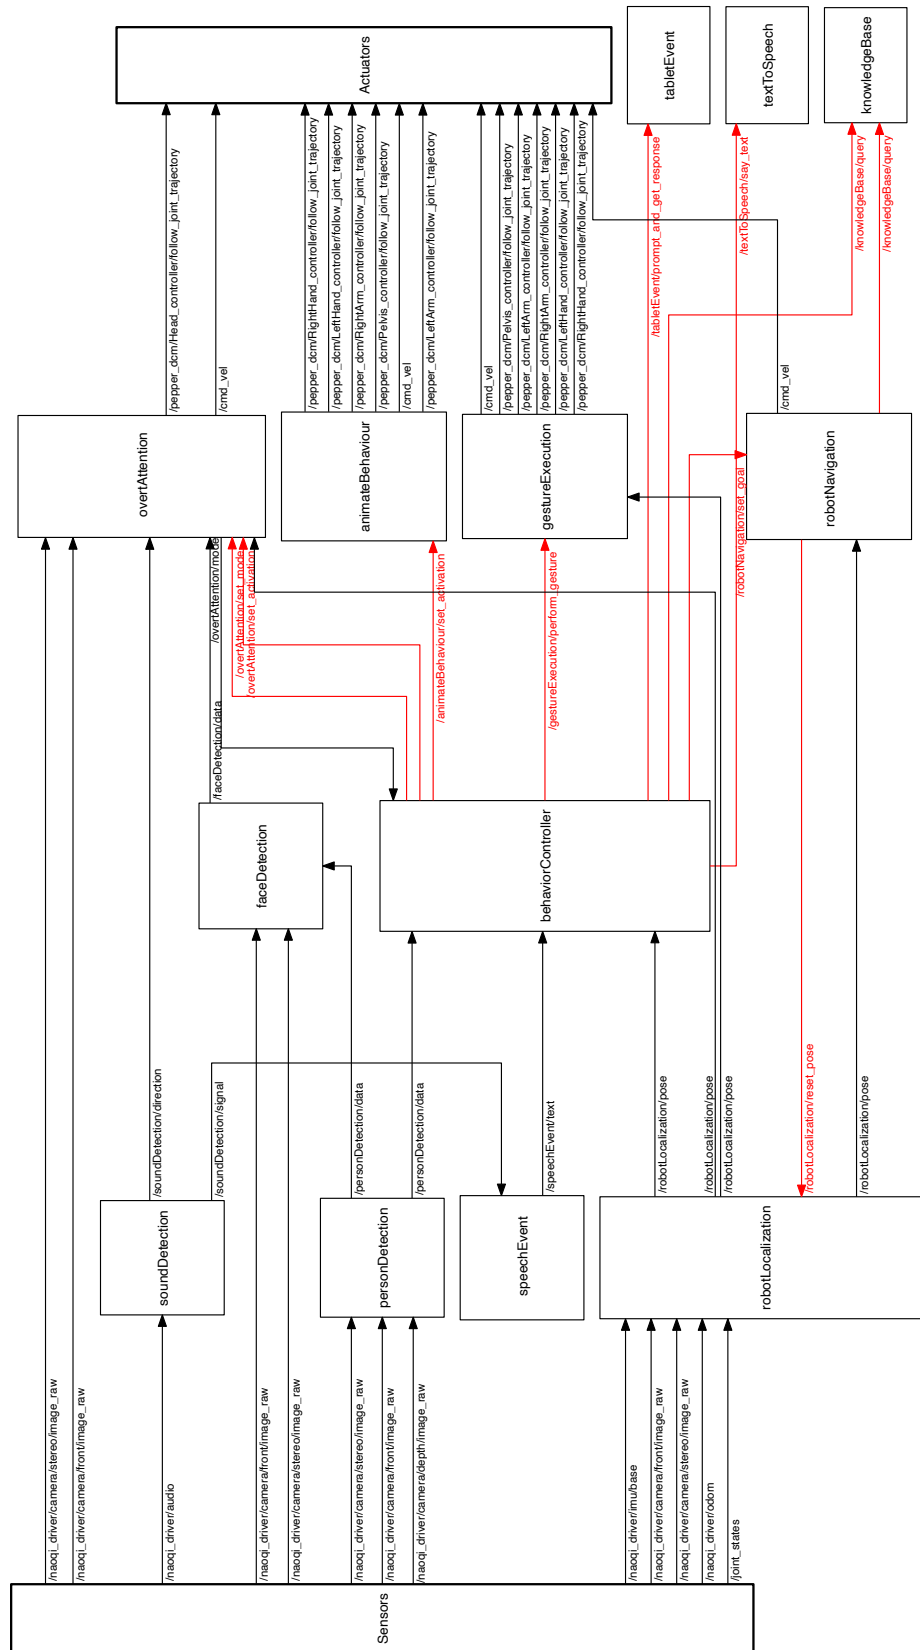 Sensors
/naoqi_driver/camera/stereo/image_raw
/naoqi_driver/camera/front/image_raw
/naoqi_driver/audio
/naoqi_driver/camera/front/image_raw
/naoqi_driver/camera/stereo/image_raw
/naoqi_driver/camera/stereo/image_raw
/naoqi_driver/camera/front/image_raw
/naoqi_driver/camera/depth/image_raw
/naoqi_driver/imu/base
/naoqi_driver/camera/front/image_raw
/naoqi_driver/camera/stereo/image_raw
/naoqi_driver/odom
/joint_states
soundDetection
personDetection
speechEvent
robotLocalization
/soundDetection/direction
/soundDetection/signal
/personDetection/data
/personDetection/data
/speechEvent/text
/robotLocalization/pose
/robotLocalization/pose
/robotLocalization/pose
/robotLocalization/reset_pose
/robotLocalization/pose
faceDetection
behaviorController
/faceDetection/data
/overtAttention/mode
/overtAttention/set_mode
/overtAttention/set_activation
/animateBehaviour/set_activation
/gestureExecution/perform_gesture
/robotNavigation/set_goal
overtAttention
animateBehaviour
gestureExecution
robotNavigation
/pepper_dcm/Head_controller/follow_joint_trajectory
/cmd_vel
/pepper_dcm/RightHand_controller/follow_joint_trajectory
/pepper_dcm/LeftHand_controller/follow_joint_trajectory
/pepper_dcm/RightArm_controller/follow_joint_trajectory
/pepper_dcm/Pelvis_controller/follow_joint_trajectory
/cmd_vel
/pepper_dcm/LeftArm_controller/follow_joint_trajectory
/cmd_vel
/pepper_dcm/Pelvis_controller/follow_joint_trajectory
/pepper_dcm/LeftArm_controller/follow_joint_trajectory
/pepper_dcm/RightArm_controller/follow_joint_trajectory
/pepper_dcm/LeftHand_controller/follow_joint_trajectory
/pepper_dcm/RightHand_controller/follow_joint_trajectory
/tabletEvent/prompt_and_get_response
/textToSpeech/say_text
/cmd_vel
/knowledgeBase/query
/knowledgeBase/query
Actuators
tabletEvent
textToSpeech
knowledgeBase